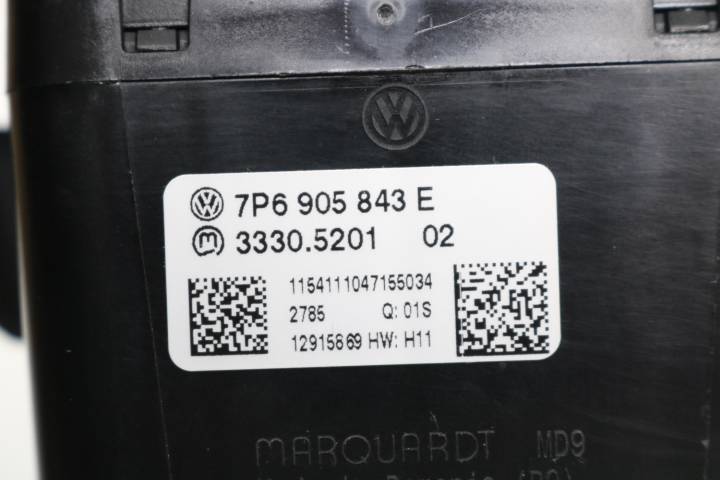 7P6 905 843 E
3330.5201 02
1154111047155034
2785 Q: 01S
12915869 HW: H11
MARQUARDT MD9